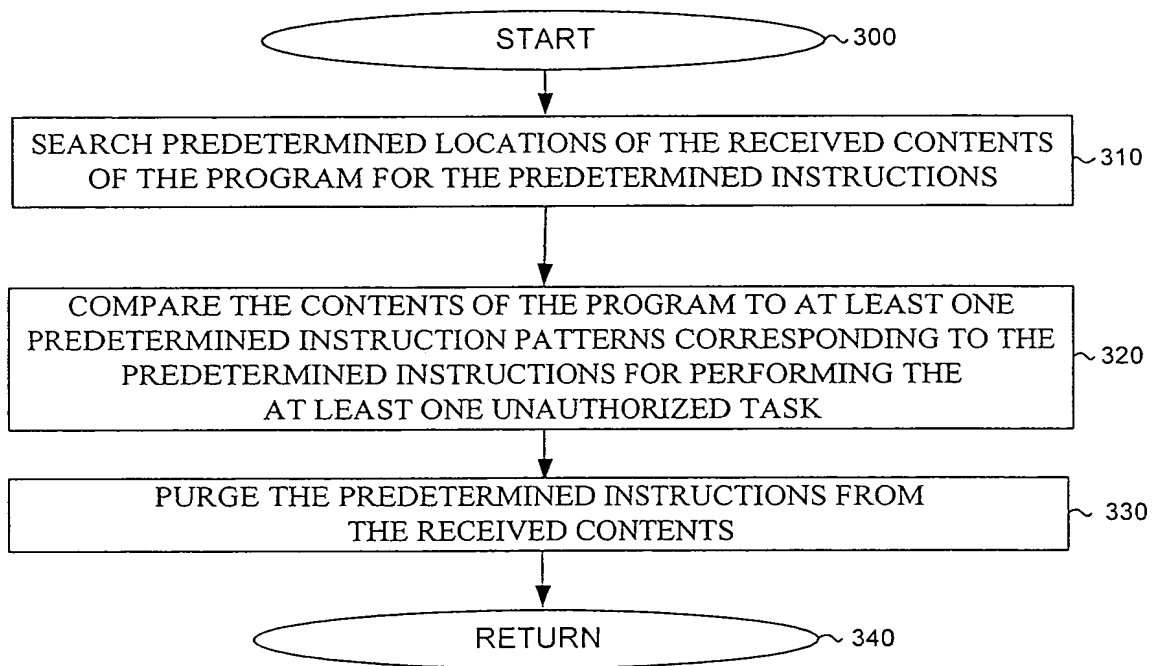 START
300
SEARCH PREDETERMINED LOCATIONS OF THE RECEIVED CONTENTS
OF THE PROGRAM FOR THE PREDETERMINED INSTRUCTIONS
310
COMPARE THE CONTENTS OF THE PROGRAM TO AT LEAST ONE
PREDETERMINED INSTRUCTION PATTERNS CORRESPONDING TO THE
PREDETERMINED INSTRUCTIONS FOR PERFORMING THE
AT LEAST ONE UNAUTHORIZED TASK
320
PURGE THE PREDETERMINED INSTRUCTIONS FROM
THE RECEIVED CONTENTS
330
RETURN
340